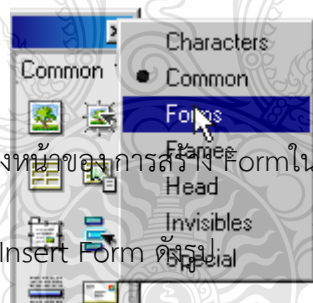 Characters
Common
Common
Forms
Frames
งหน้าของ การสร้าง Formใน
Head
Invisibles
Insert Form ดังรูป
Special